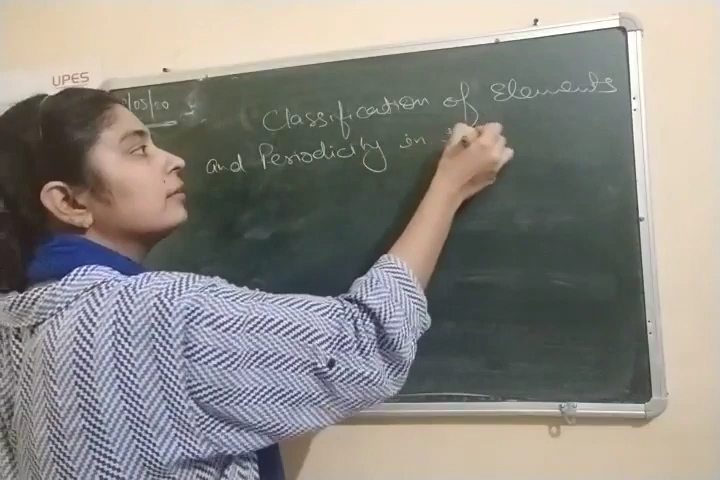 UPES
/03/20
Classification of Elements
and Periodicity in